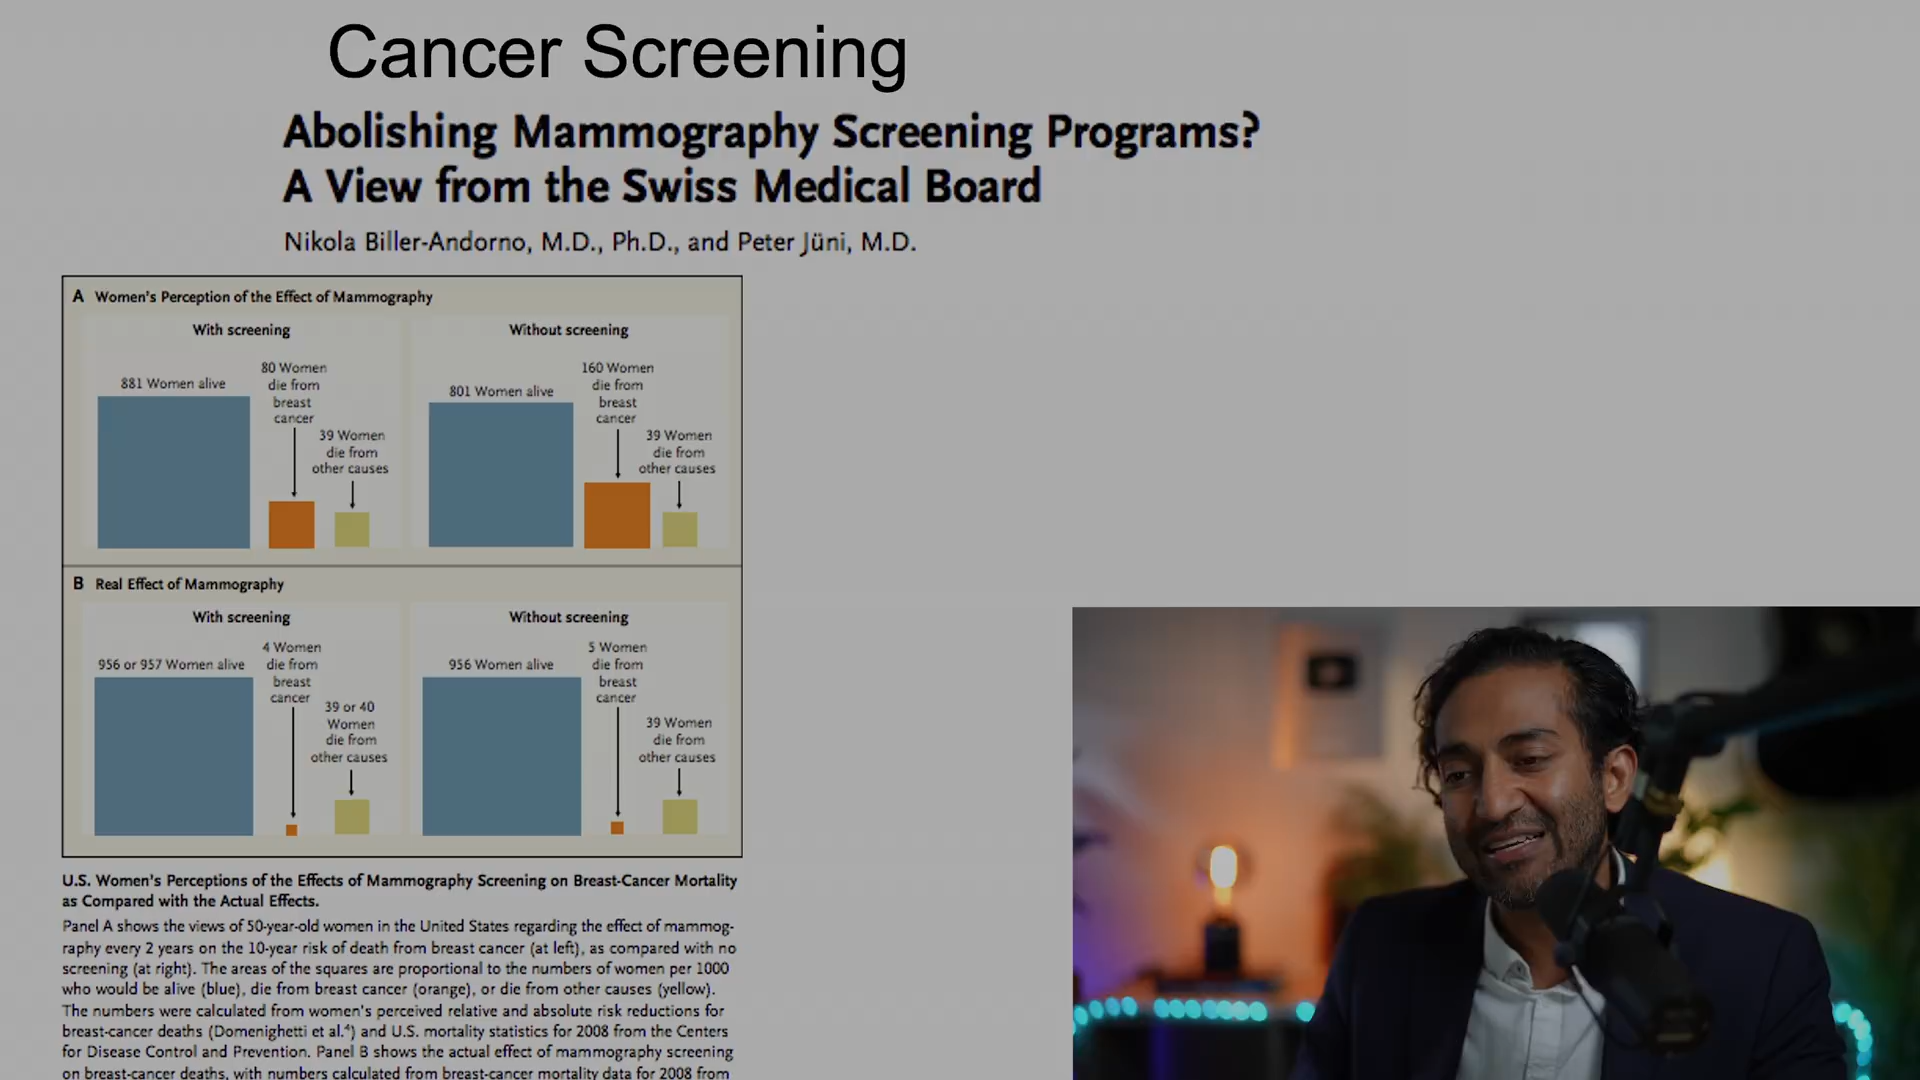 Cancer Screening
Abolishing Mammography Screening Programs?
A View from the Swiss Medical Board
Nikola Biller-Andorno, M.D., Ph.D., and Peter Jüni, M.D.
A Women's Perception of the Effect of Mammography
With screening
881 Women alive
80 Women
die from
breast
cancer
39 Women
die from
other causes
Without screening
801 Women alive
160 Women
die from
breast
cancer
39 Women
die from
other causes
B Real Effect of Mammography
With screening
956 or 957 Women alive
4 Women
die from
breast
cancer
39 or 40
Women
die from
other causes
Without screening
956 Women alive
5 Women
die from
breast
cancer
39 Women
die from
other causes
U.S. Women's Perceptions of the Effects of Mammography Screening on Breast-Cancer Mortality
as Compared with the Actual Effects.
Panel A shows the views of 50-year-old women in the United States regarding the effect of mammog-
raphy every 2 years on the 10-year risk of death from breast cancer (at left), as compared with no
screening (at right). The areas of the squares are proportional to the numbers of women per 1000
who would be alive (blue), die from breast cancer (orange), or die from other causes (yellow).
The numbers were calculated from women's perceived relative and absolute risk reductions for
breast-cancer deaths (Domenighetti et al.⁴) and U.S. mortality statistics for 2008 from the Centers
for Disease Control and Prevention. Panel B shows the actual effect of mammography screening
on breast-cancer deaths, with numbers calculated from breast-cancer mortality data for 2008 from